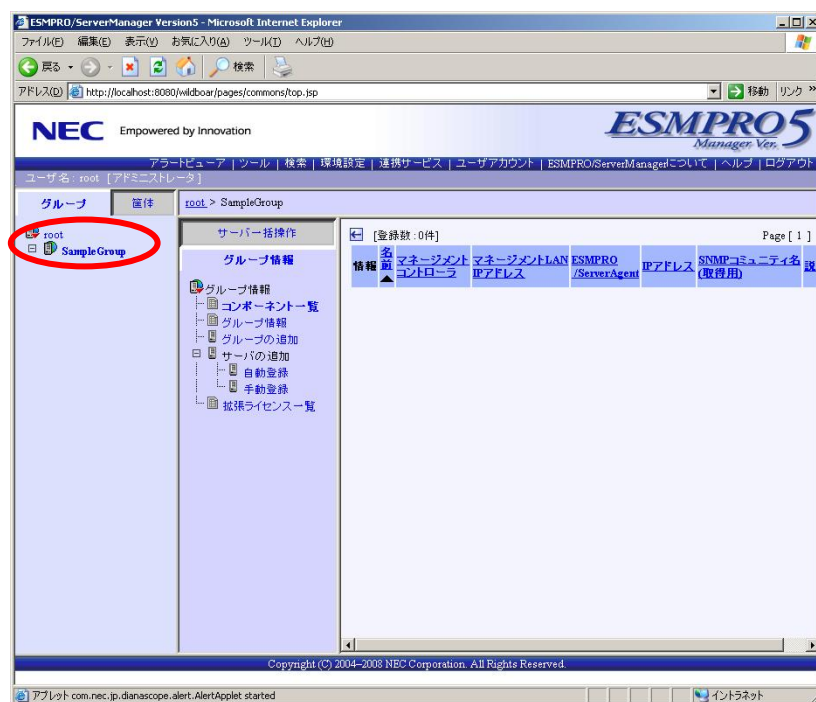 ESMPRO/ServerManager Version5 - Microsoft Internet Explorer
ファイル(F) 編集(E) 表示(V) お気に入り(A) ツール(T) ヘルプ(H)
戻る 検索
アドレス(D) http://localhost:8080/wildboar/pages/commons/top.jsp 移動 リンク »
NEC Empowered by Innovation ESMPRO5
Manager Ver.
アラートビューア | ツール | 検索 | 環境設定 | 連携サービス | ユーザアカウント | ESMPRO/ServerManagerについて | ヘルプ | ログアウト
ユーザ名 : root [アドミニストレータ]
グループ 筐体 root > SampleGroup
root
SampleGroup
サーバー括操作
グループ情報
グループ情報
コンポーネント一覧
グループ情報
グループの追加
サーバの追加
自動登録
手動登録
拡張ライセンス一覧
[登録数 : 0件] Page [ 1 ]
情報 名前▲ マネージメントコントローラ マネージメントLAN IPアドレス ESMPRO/ServerAgent IPアドレス SNMPコミュニティ名(取得用) 説
Copyright (C) 2004-2008 NEC Corporation. All Rights Reserved.
アプレット com.nec.jp.dianascope.alert.AlertApplet started イントラネット